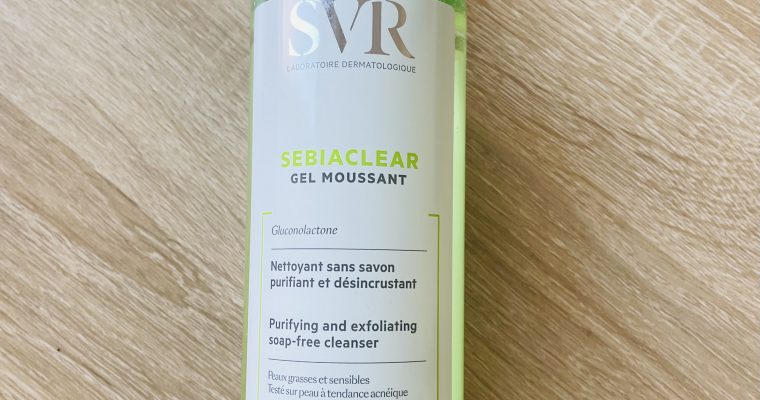 SVR
LABORATOIRE DERMATOLOGIQUE
SEBIACLEAR
GEL MOUSSANT
Gluconolactone
Nettoyant sans savon
purifiant et désincrustant
Purifying and exfoliating
soap-free cleanser
Peaux grasses et sensibles
Testé sur peau à tendance acnéique